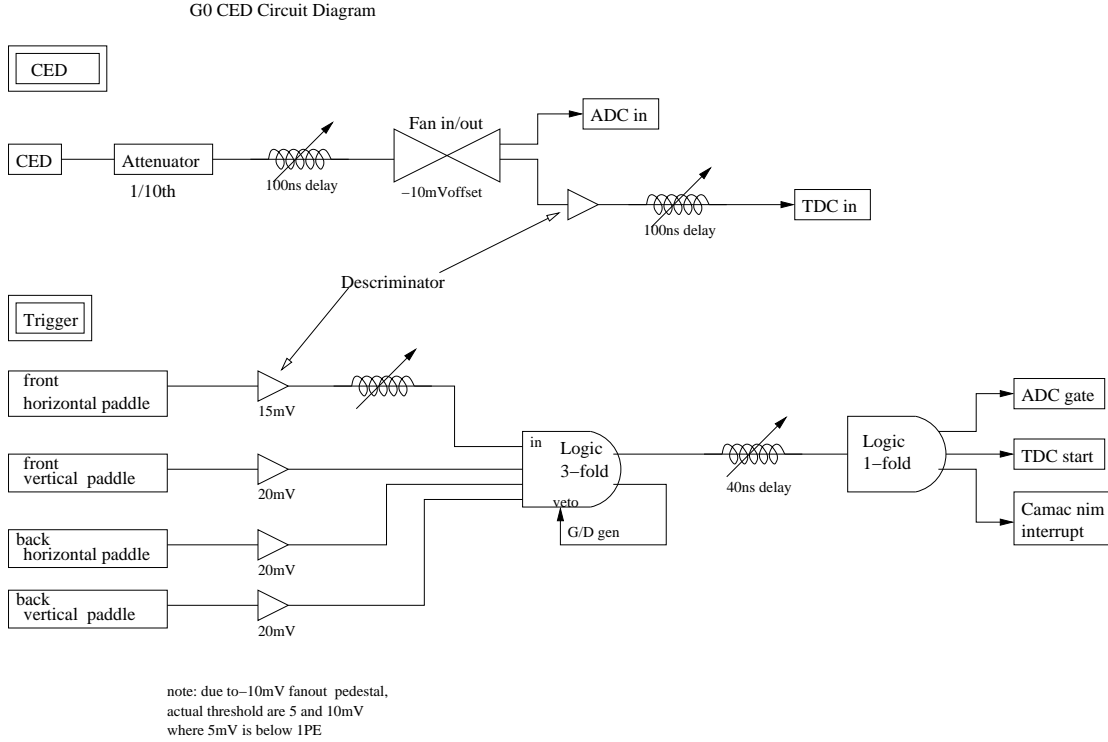 G0 CED Circuit Diagram
CED
CED
Attenuator
1/10th
100ns delay
Fan in/out
−10mVoffset
ADC in
100ns delay
TDC in
Descriminator
Trigger
front
horizontal paddle
15mV
front
vertical paddle
20mV
back
horizontal paddle
20mV
back
vertical paddle
20mV
in
Logic
3−fold
veto
G/D gen
40ns delay
Logic
1−fold
ADC gate
TDC start
Camac nim
interrupt
note: due to−10mV fanout pedestal,
actual threshold are 5 and 10mV
where 5mV is below 1PE